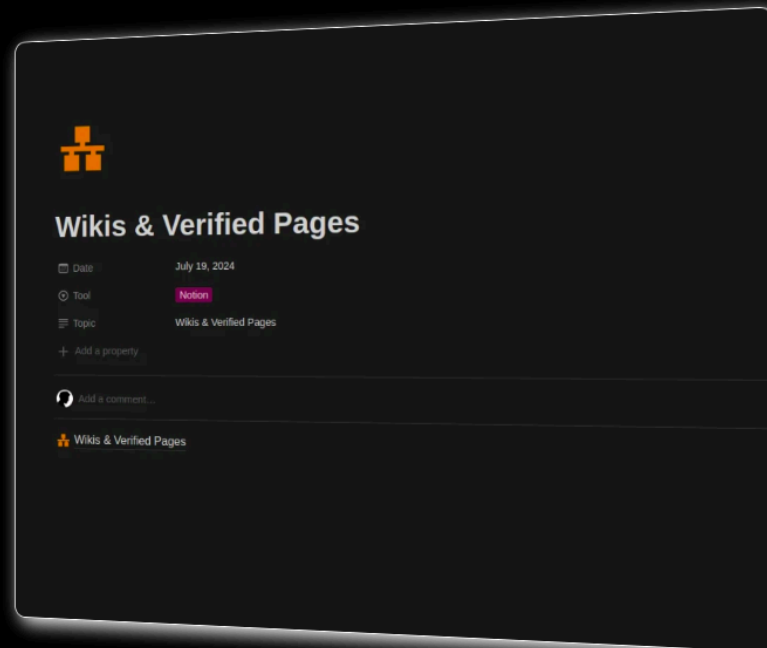 Wikis & Verified Pages
Date July 19, 2024
Tool Notion
Topic Wikis & Verified Pages
Add a property
Add a comment...
Wikis & Verified Pages